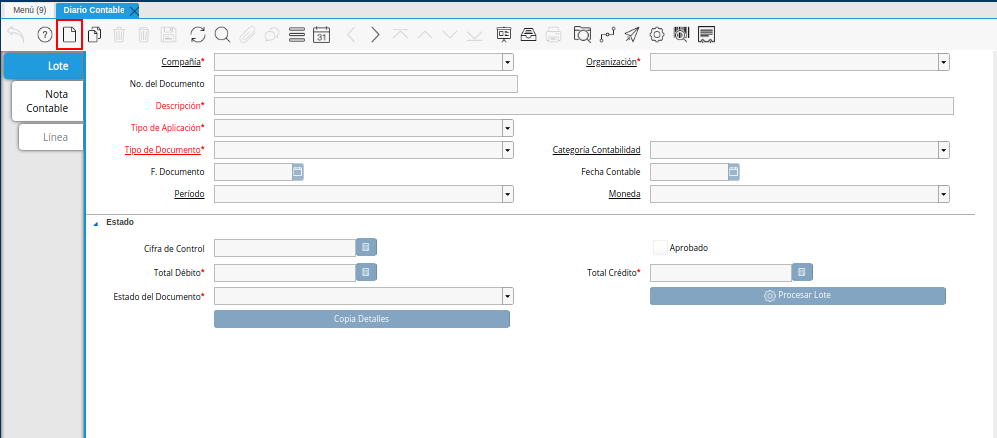 Menú (9) Diario Contable
?
31
Lote
Nota
Contable
Línea
Compañía* Organización*
No. del Documento
Descripción*
Tipo de Aplicación*
Tipo de Documento* Categoría Contabilidad
F. Documento Fecha Contable
Período Moneda
Estado
Cifra de Control Aprobado
Total Débito* Total Crédito*
Estado del Documento* Procesar Lote
Copia Detalles